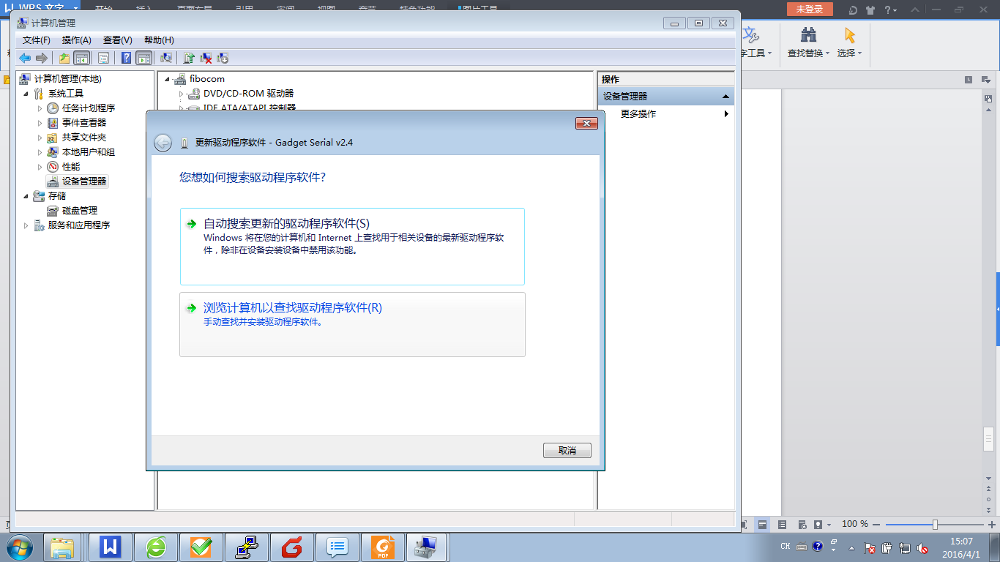 WPS 文字
开始
插入
页面布局
引用
审阅
视图
章节
特色功能
图片工具
未登录
计算机管理
文件(F) 操作(A) 查看(V) 帮助(H)
字工具
查找替换
选择
计算机管理(本地)
系统工具
任务计划程序
事件查看器
共享文件夹
本地用户和组
性能
设备管理器
存储
磁盘管理
服务和应用程序
fibocom
DVD/CD-ROM 驱动器
IDE ATA/ATAPI 控制器
操作
设备管理器
更多操作
更新驱动程序软件 - Gadget Serial v2.4
您想如何搜索驱动程序软件?
自动搜索更新的驱动程序软件(S)
Windows 将在您的计算机和 Internet 上查找用于相关设备的最新驱动程序软
件，除非在设备安装设备中禁用该功能。
浏览计算机以查找驱动程序软件(R)
手动查找并安装驱动程序软件。
取消
100 %
PDF
CH
15:07
2016/4/1